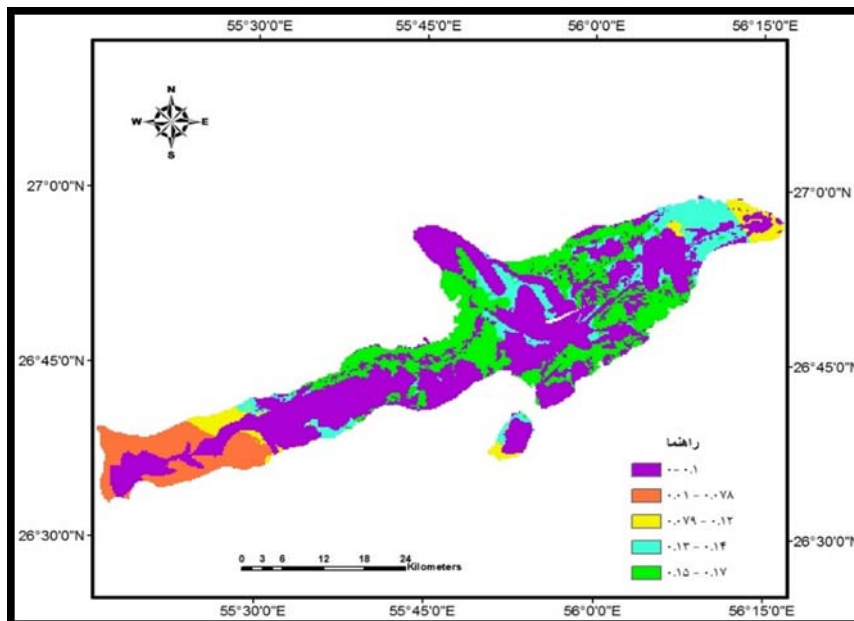 55°30'0"E 55°45'0"E 56°0'0"E 56°15'0"E
N
W E
S
27°0'0"N 27°0'0"N
26°45'0"N 26°45'0"N
راهنما
۰ - ۰.۱
۰.۰۱ - ۰.۰۷۸
۰.۰۷۹ - ۰.۱۲
۰.۱۳ - ۰.۱۴
۰.۱۵ - ۰.۱۷
26°30'0"N 26°30'0"N
0 3 6 12 18 24
Kilometers
55°30'0"E 55°45'0"E 56°0'0"E 56°15'0"E